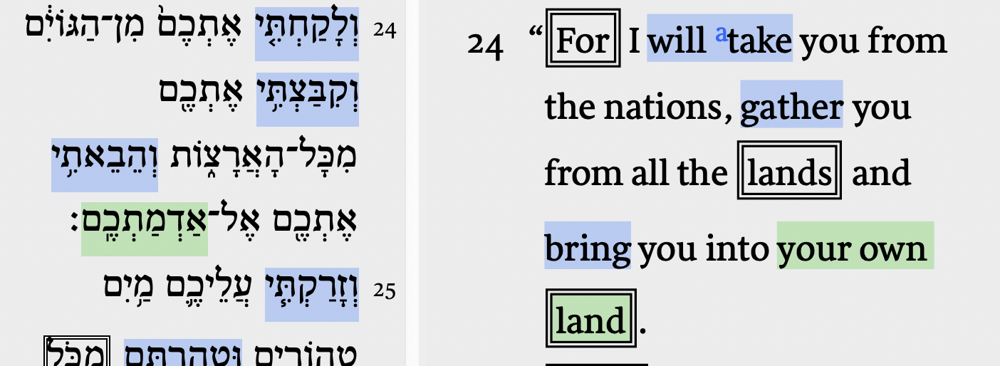 24 וְלָקַחְתִּ֤י אֶתְכֶם֙ מִן־הַגּוֹיִ֔ם
וְקִבַּצְתִּ֥י אֶתְכֶ֖ם
מִכָּל־הָאֲרָצ֑וֹת וְהֵבֵאתִ֥י
אֶתְכֶ֖ם אֶל־אַדְמַתְכֶֽם׃
25 וְזָרַקְתִּ֧י עֲלֵיכֶ֛ם מַ֥יִם
טְהוֹרִ֖ים וּטְהַרְתֶּ֑ם מִכֹּ֧ל
24 “For I will ᵃtake you from
the nations, gather you
from all the lands and
bring you into your own
land.